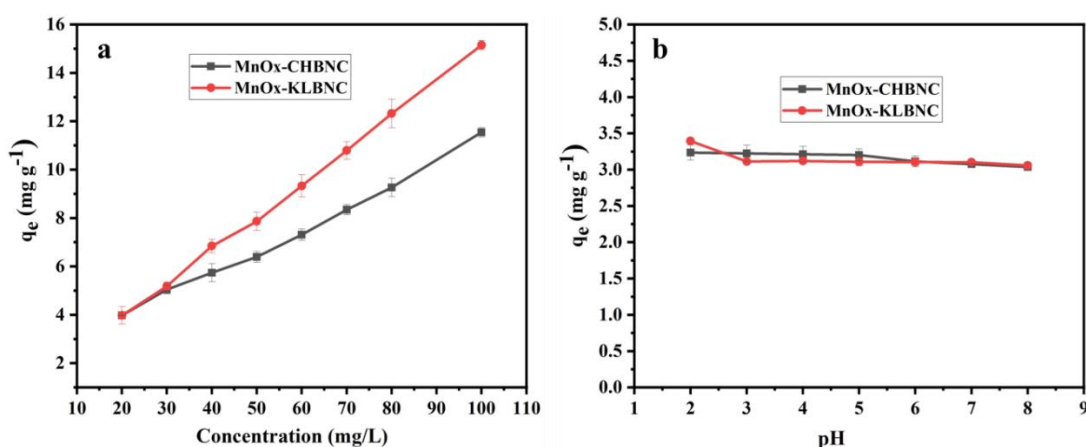 a
MnOx-CHBNC
MnOx-KLBNC
16
14
12
10
8
6
4
2
qe (mg g-1)
10 20 30 40 50 60 70 80 90 100 110
Concentration (mg/L)
b
MnOx-CHBNC
MnOx-KLBNC
5.0
4.5
4.0
3.5
3.0
2.5
2.0
1.5
1.0
0.5
0.0
qe (mg g-1)
1 2 3 4 5 6 7 8 9
pH